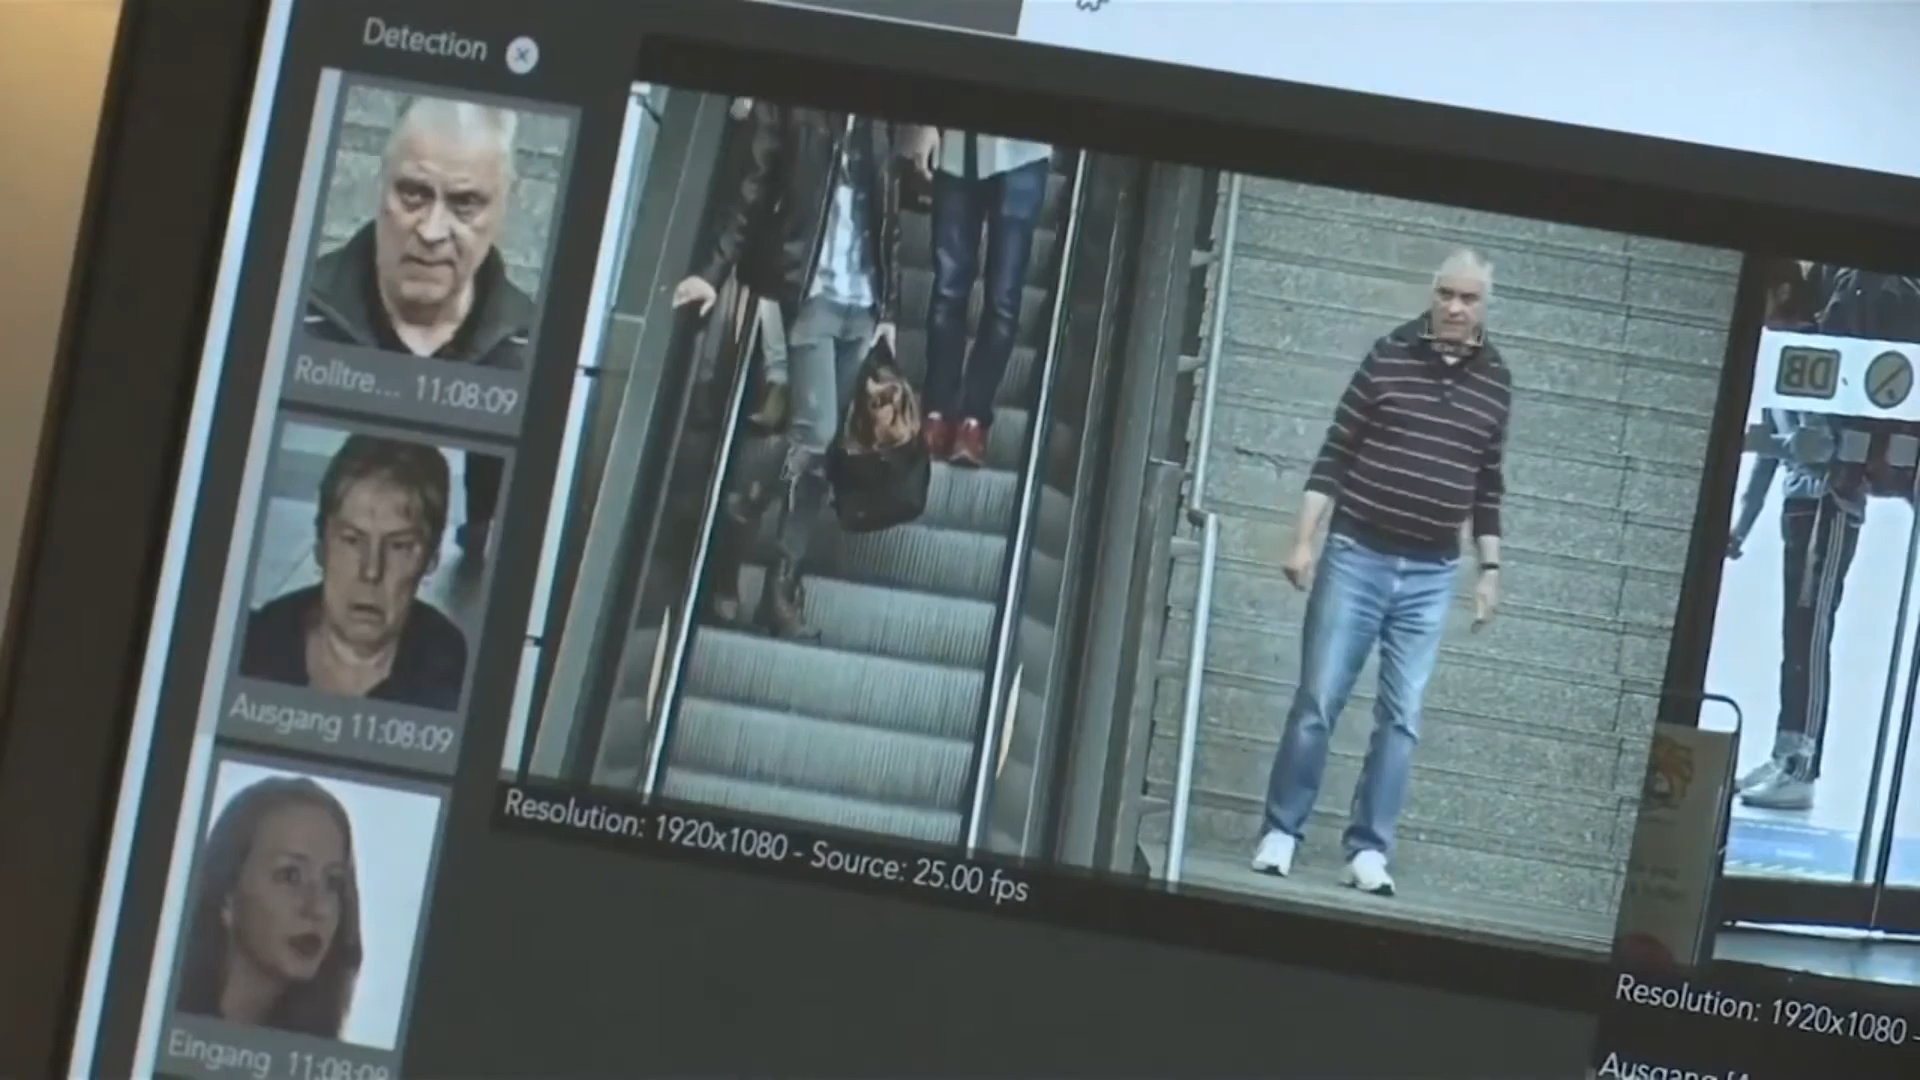 Detection
Rolltre... 11:08:09
Ausgang 11:08:09
Eingang 11:08:08
Resolution: 1920x1080 - Source: 25.00 fps
DB
Resolution: 1920x1080 -
Ausgang